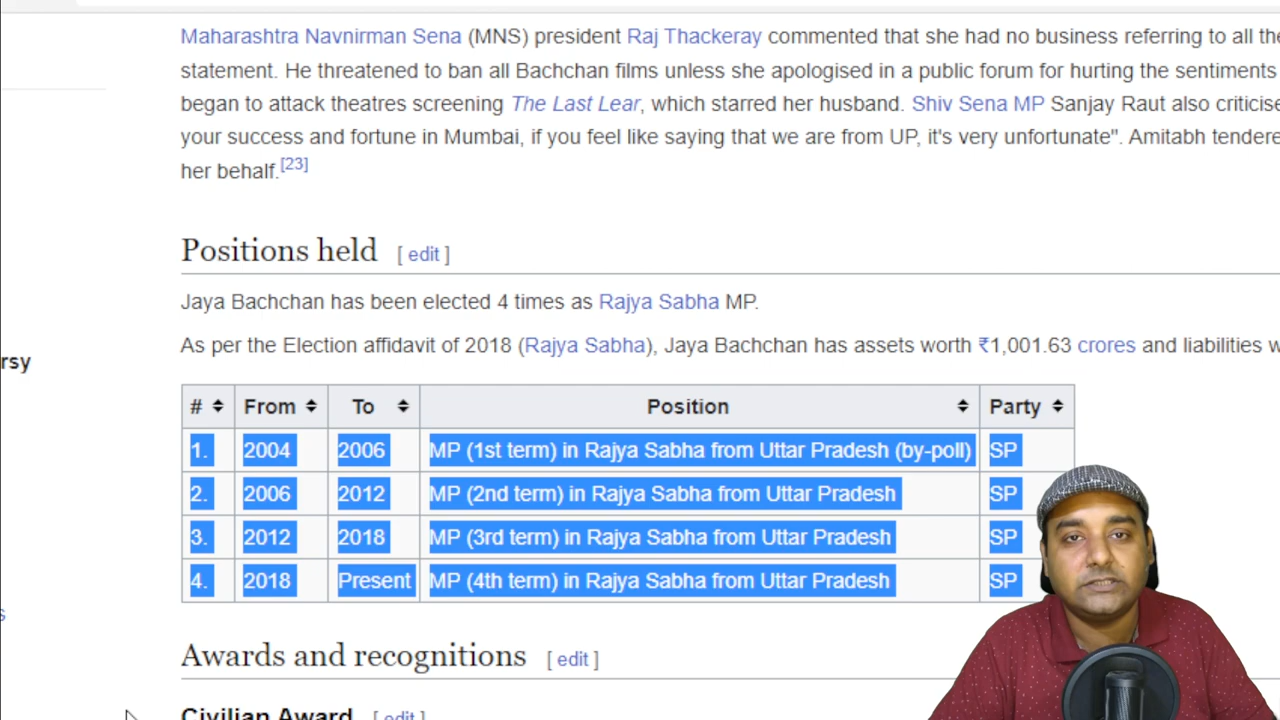 Maharashtra Navnirman Sena (MNS) president Raj Thackeray commented that she had no business referring to all the
statement. He threatened to ban all Bachchan films unless she apologised in a public forum for hurting the sentiments
began to attack theatres screening The Last Lear, which starred her husband. Shiv Sena MP Sanjay Raut also criticise
your success and fortune in Mumbai, if you feel like saying that we are from UP, it's very unfortunate". Amitabh tendere
her behalf.[23]
Positions held [ edit ]
Jaya Bachchan has been elected 4 times as Rajya Sabha MP.
As per the Election affidavit of 2018 (Rajya Sabha), Jaya Bachchan has assets worth ₹1,001.63 crores and liabilities w
rsy
# From To Position Party
1. 2004 2006 MP (1st term) in Rajya Sabha from Uttar Pradesh (by-poll) SP
2. 2006 2012 MP (2nd term) in Rajya Sabha from Uttar Pradesh SP
3. 2012 2018 MP (3rd term) in Rajya Sabha from Uttar Pradesh SP
4. 2018 Present MP (4th term) in Rajya Sabha from Uttar Pradesh SP
s
Awards and recognitions [ edit ]
Civilian Award [ edit ]